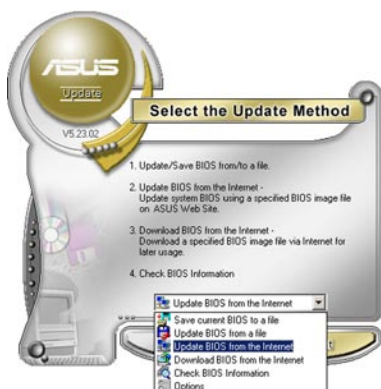 ASUS
Update
V5.23.02
Select the Update Method
1. Update/Save BIOS from/to a file.
2. Update BIOS from the Internet -
Update system BIOS using a specified BIOS image file
on ASUS Web Site.
3. Download BIOS from the Internet -
Download a specified BIOS image file via Internet for
later usage.
4. Check BIOS Information
Update BIOS from the Internet
Save current BIOS to a file
Update BIOS from a file
Update BIOS from the Internet
Download BIOS from the Internet
Check BIOS Information
Options